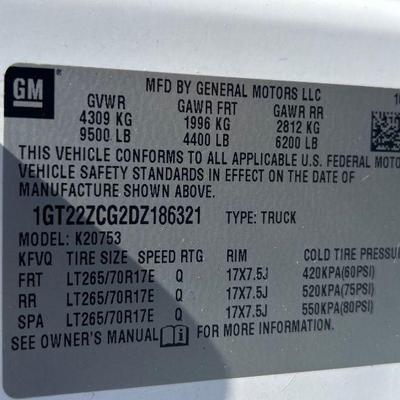 GM
MFD BY GENERAL MOTORS LLC
GVWR GAWR FRT GAWR RR
4309 KG 1996 KG 2812 KG
9500 LB 4400 LB 6200 LB
THIS VEHICLE CONFORMS TO ALL APPLICABLE U.S. FEDERAL MOTO
VEHICLE SAFETY STANDARDS IN EFFECT ON THE DATE OF
MANUFACTURE SHOWN ABOVE.
1GT22ZCG2DZ186321 TYPE: TRUCK
MODEL: K20753
KFVQ TIRE SIZE SPEED RTG RIM COLD TIRE PRESSUR
FRT LT265/70R17E Q 17X7.5J 420KPA(60PSI)
RR LT265/70R17E Q 17X7.5J 520KPA(75PSI)
SPA LT265/70R17E Q 17X7.5J 550KPA(80PSI)
SEE OWNER'S MANUAL i FOR MORE INFORMATION.